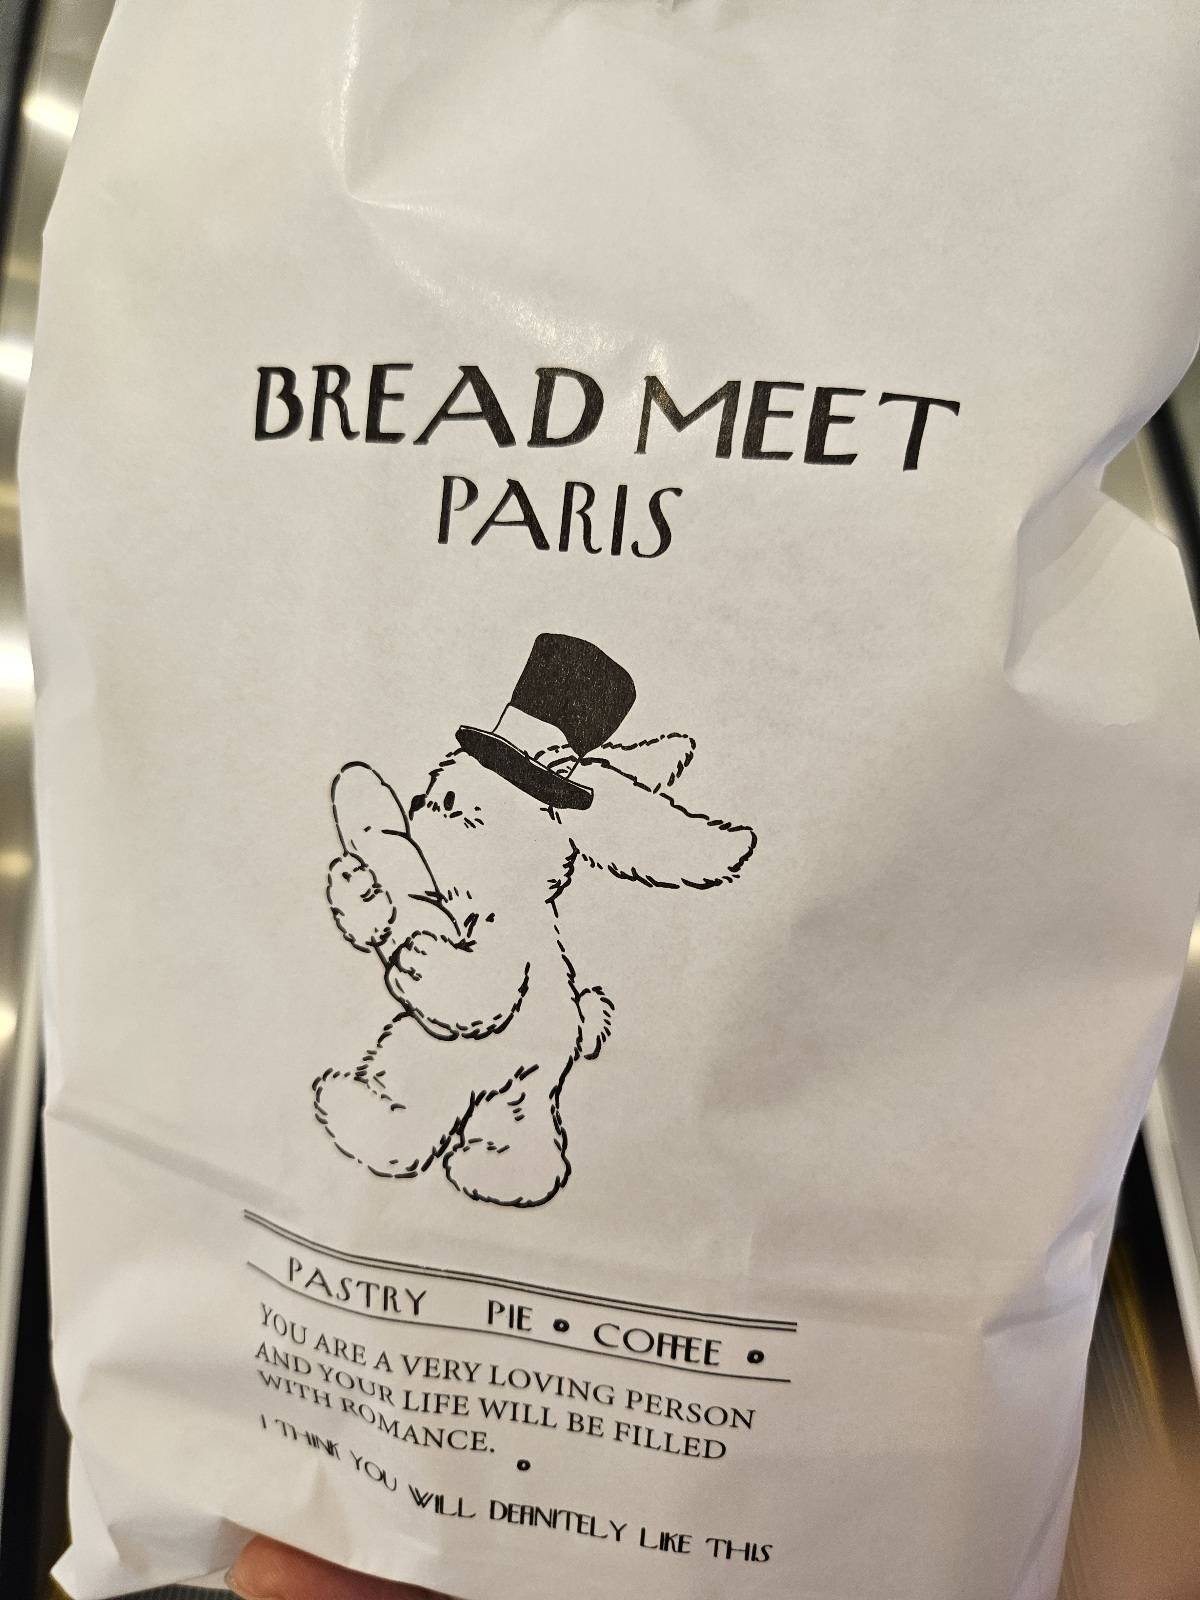 BREAD MEET
PARIS
PASTRY PIE • COFFEE •
YOU ARE A VERY LOVING PERSON
AND YOUR LIFE WILL BE FILLED
WITH ROMANCE.
I THINK YOU WILL DEFINITELY LIKE THIS